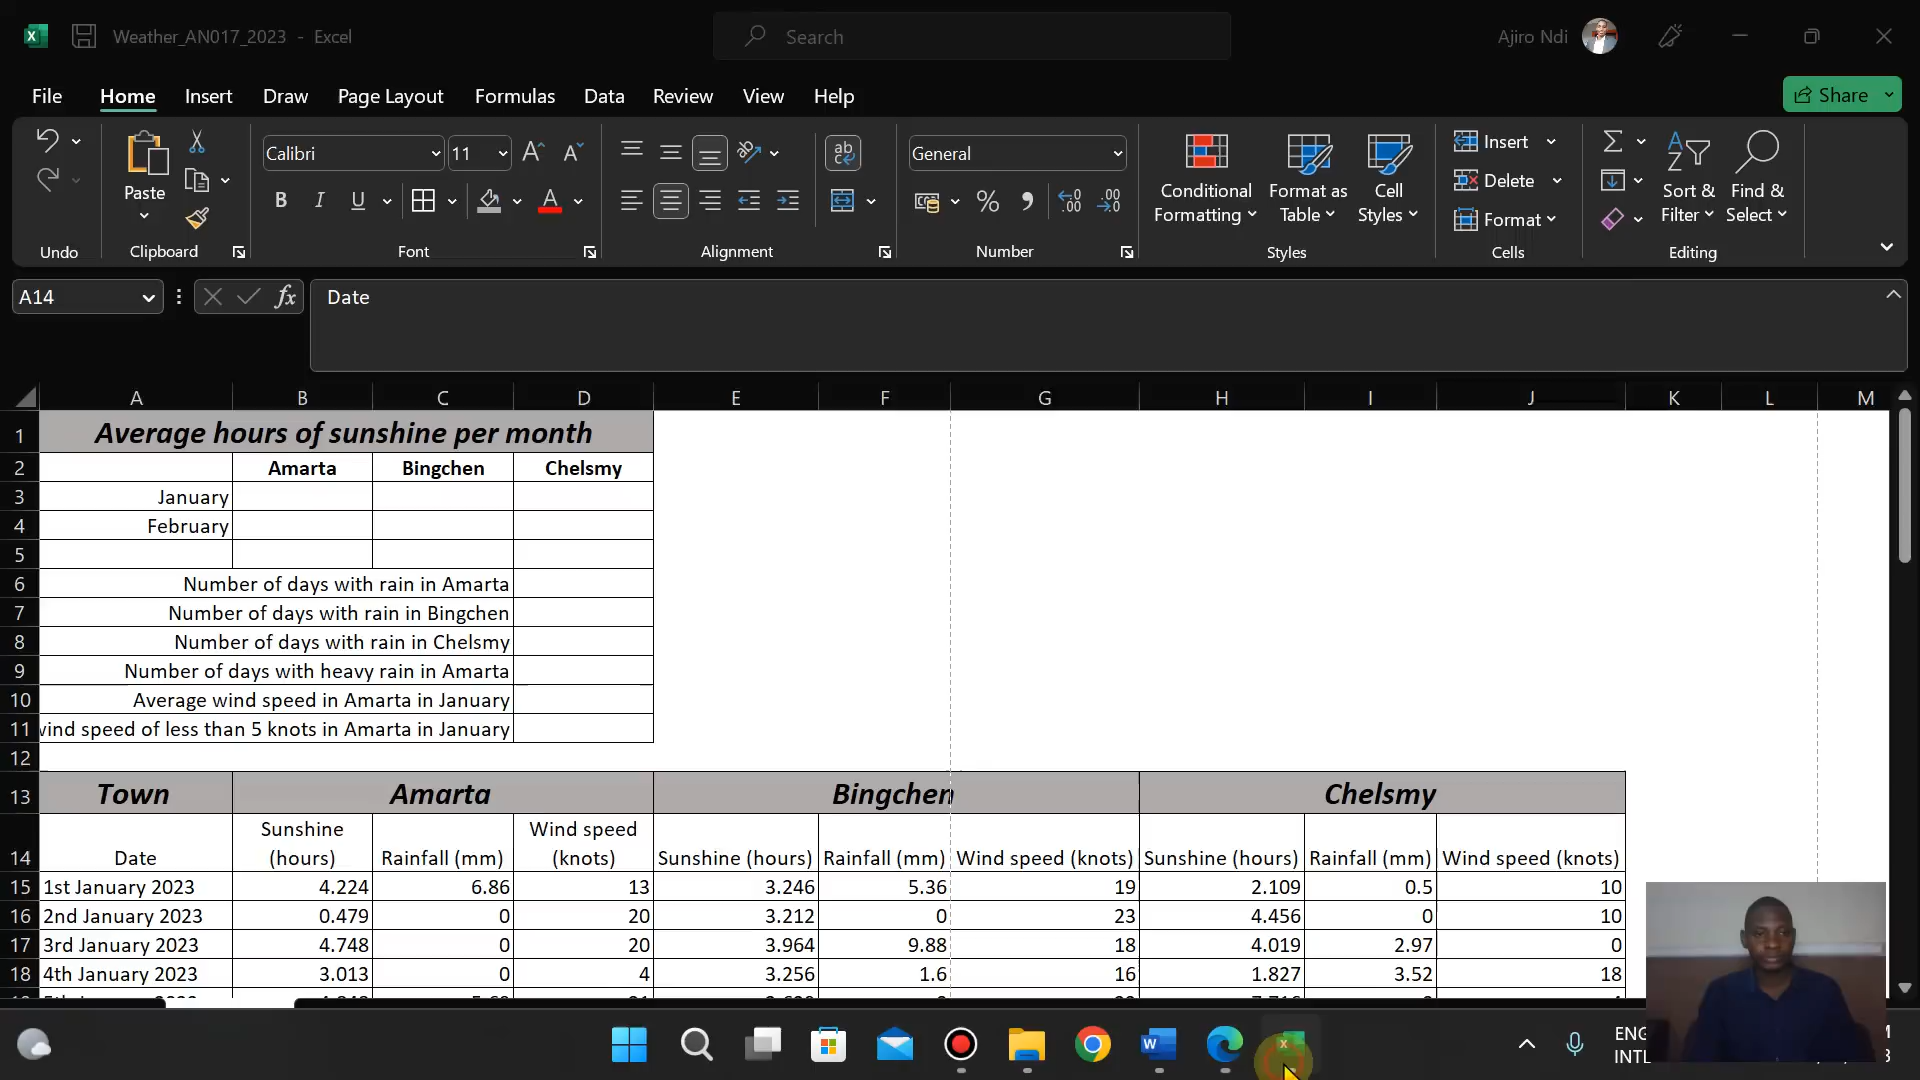 Weather_AN017_2023 - Excel
Search
Ajiro Ndi
File Home Insert Draw Page Layout Formulas Data Review View Help
Share
Paste
Calibri 11
B I U A
ab
General
% 
Conditional Formatting
Format as Table
Cell Styles
Insert
Delete
Format
Sort & Filter
Find & Select
Undo Clipboard Font Alignment Number Styles Cells Editing
A14 fx Date
A B C D E F G H I J K L M
1 Average hours of sunshine per month
2 Amarta Bingchen Chelsmy
3 January
4 February
5
6 Number of days with rain in Amarta
7 Number of days with rain in Bingchen
8 Number of days with rain in Chelsmy
9 Number of days with heavy rain in Amarta
10 Average wind speed in Amarta in January
11 wind speed of less than 5 knots in Amarta in January
12
13 Town Amarta Bingchen Chelsmy
14 Date Sunshine (hours) Rainfall (mm) Wind speed (knots) Sunshine (hours) Rainfall (mm) Wind speed (knots) Sunshine (hours) Rainfall (mm) Wind speed (knots)
15 1st January 2023 4.224 6.86 13 3.246 5.36 19 2.109 0.5 10
16 2nd January 2023 0.479 0 20 3.212 0 23 4.456 0 10
17 3rd January 2023 4.748 0 20 3.964 9.88 18 4.019 2.97 0
18 4th January 2023 3.013 0 4 3.256 1.6 16 1.827 3.52 18
ENG
INTL